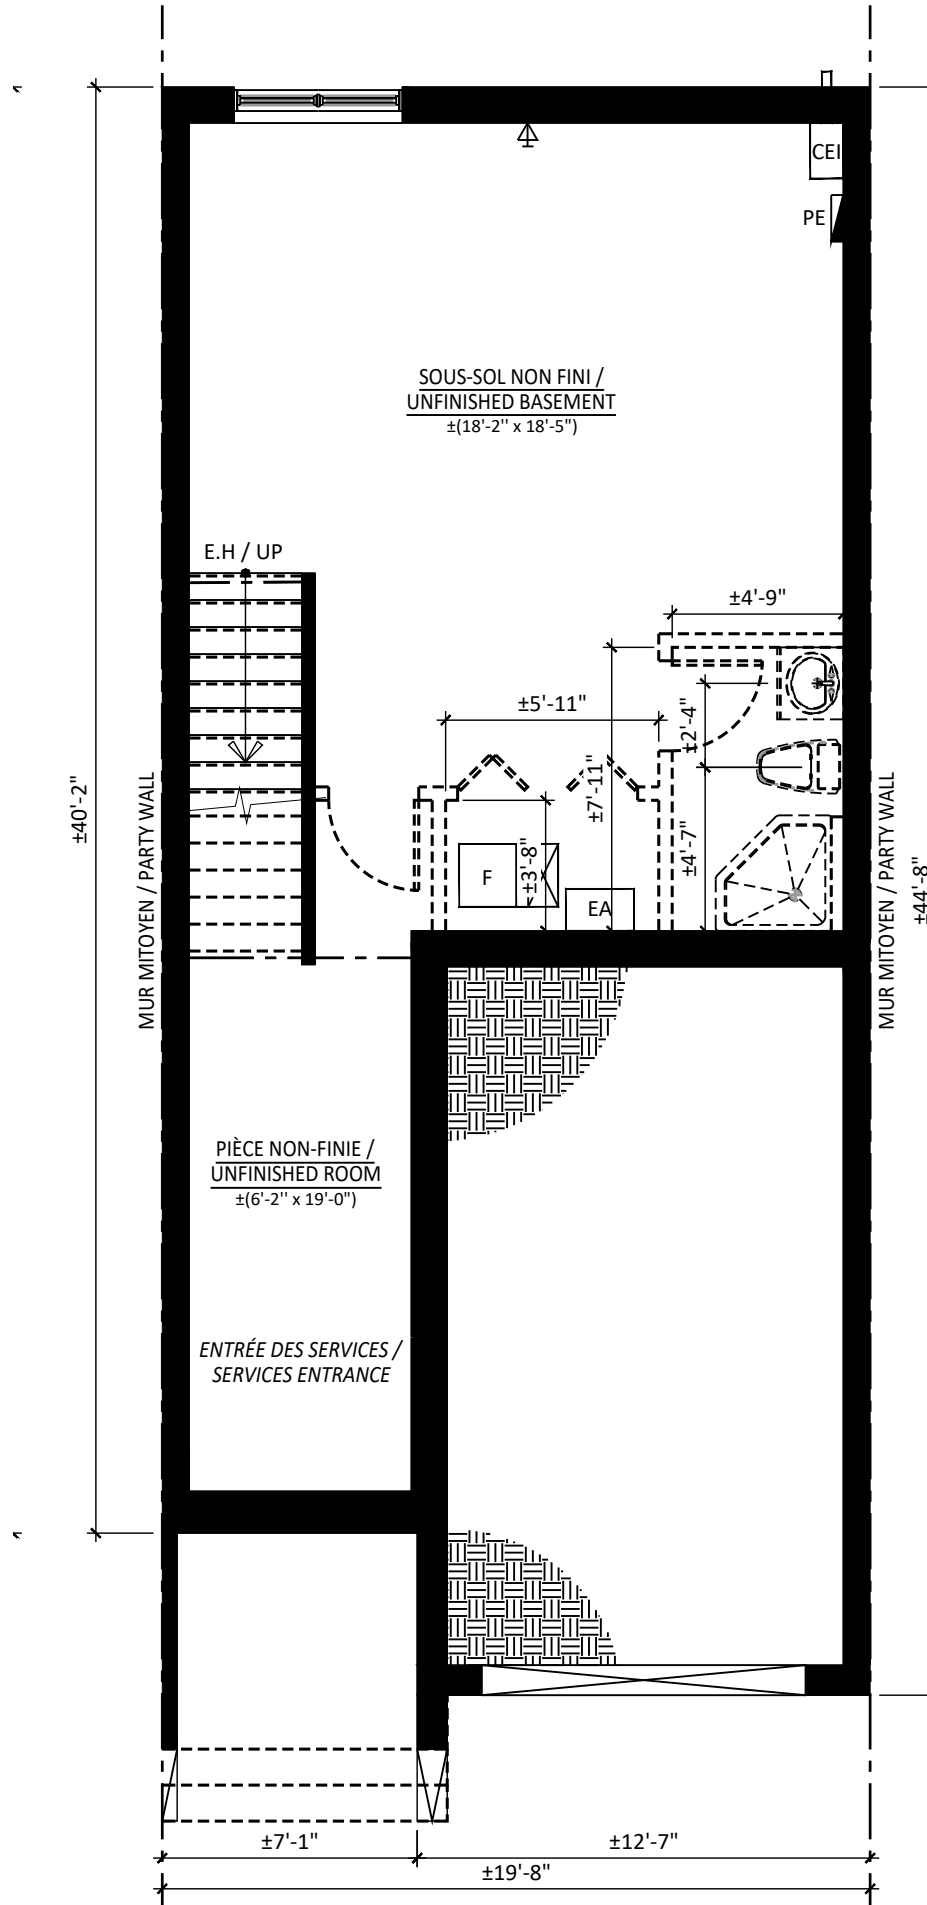 CEI
PE
SOUS-SOL NON FINI /
UNFINISHED BASEMENT
±(18'-2'' x 18'-5")
E.H / UP
±4'-9"
±5'-11"
±2'-4"
±7'-11"
±40'-2"
±4'-7"
±3'-8"
F
EA
MUR MITOYEN / PARTY WALL
MUR MITOYEN / PARTY WALL
±44'-8"
PIÈCE NON-FINIE /
UNFINISHED ROOM
±(6'-2'' x 19'-0")
ENTRÉE DES SERVICES /
SERVICES ENTRANCE
±7'-1"
±12'-7"
±19'-8"